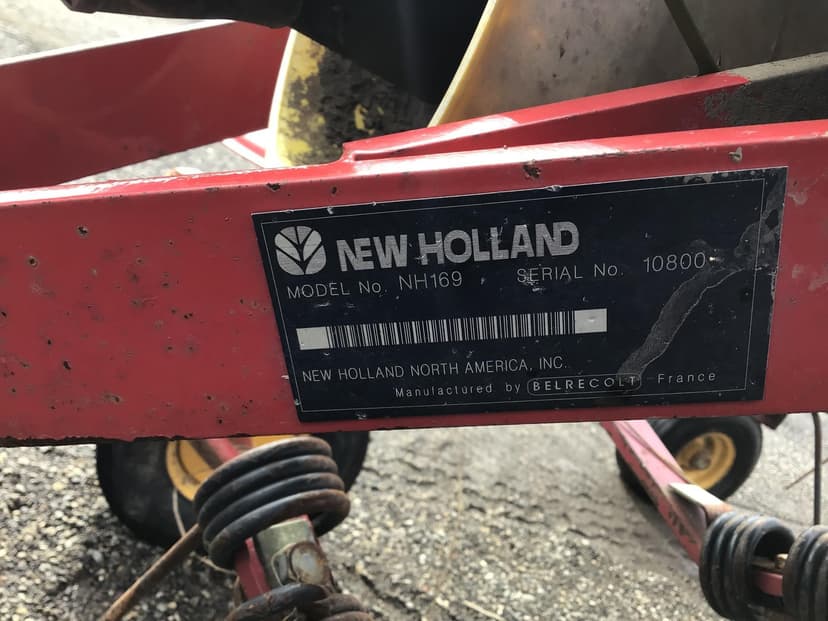 NEW HOLLAND
MODEL No. NH169 SERIAL No. 10800
NEW HOLLAND NORTH AMERICA, INC.
Manufactured by BELRECOLT France